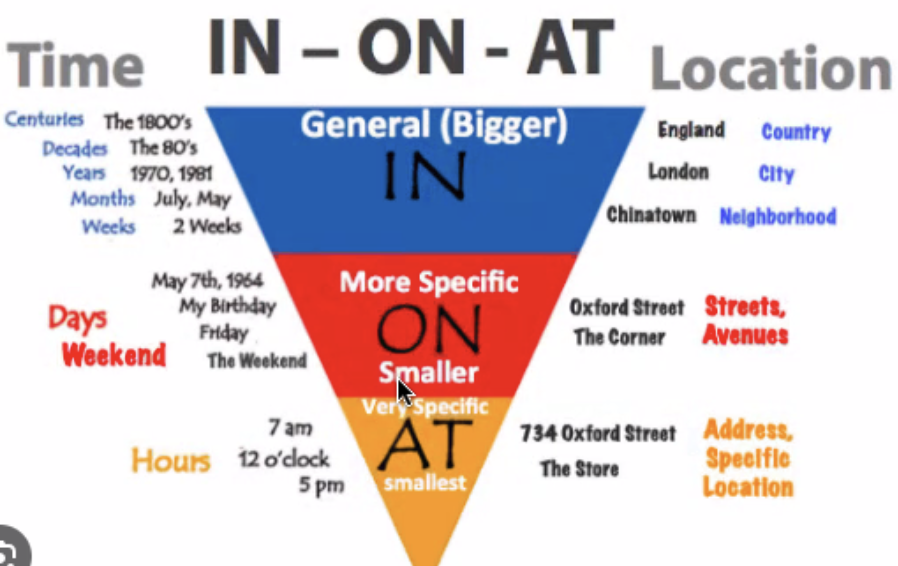 IN – ON - AT
Time
Location
General (Bigger)
IN
Centuries The 1800's
Decades The 80's
Years 1970, 1981
Months July, May
Weeks 2 Weeks
England Country
London City
Chinatown Neighborhood
More Specific
ON
Smaller
May 7th, 1964
My Birthday
Days
Friday
Weekend
The Weekend
Oxford Street Streets,
The Corner Avenues
Very Specific
AT
smallest
7 am
Hours 12 o'clock
5 pm
734 Oxford Street Address,
The Store Specific
Location